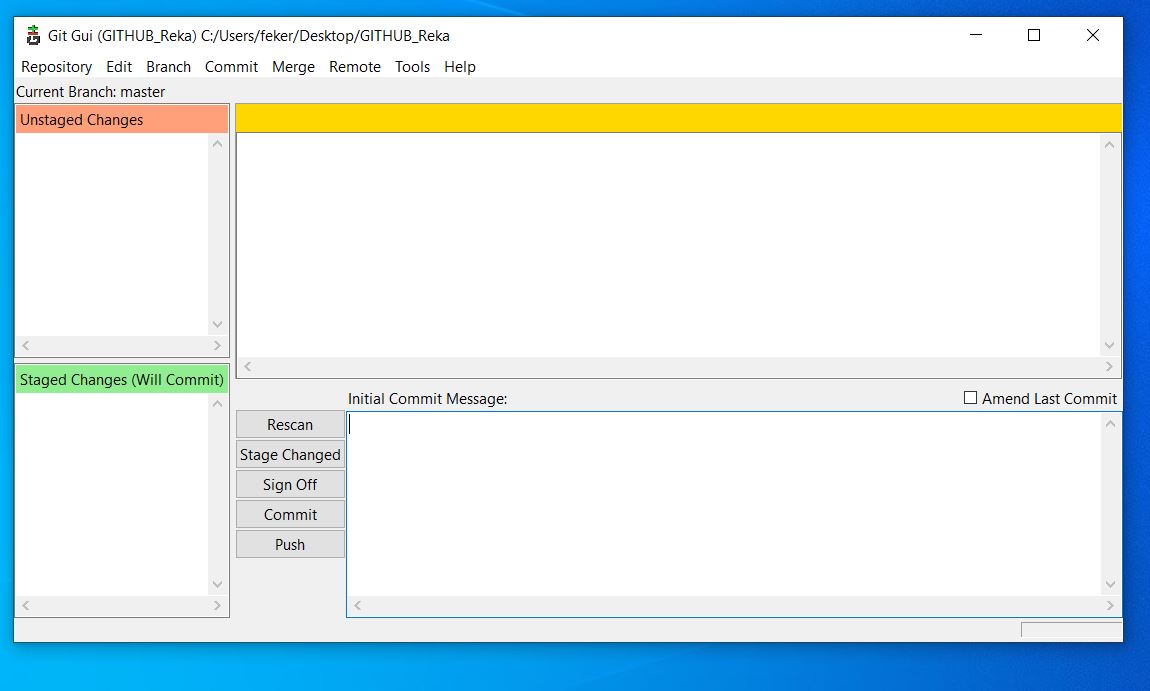 Git Gui (GITHUB_Reka) C:/Users/feker/Desktop/GITHUB_Reka
Repository Edit Branch Commit Merge Remote Tools Help
Current Branch: master
Unstaged Changes
Staged Changes (Will Commit)
Initial Commit Message:
Amend Last Commit
Rescan
Stage Changed
Sign Off
Commit
Push